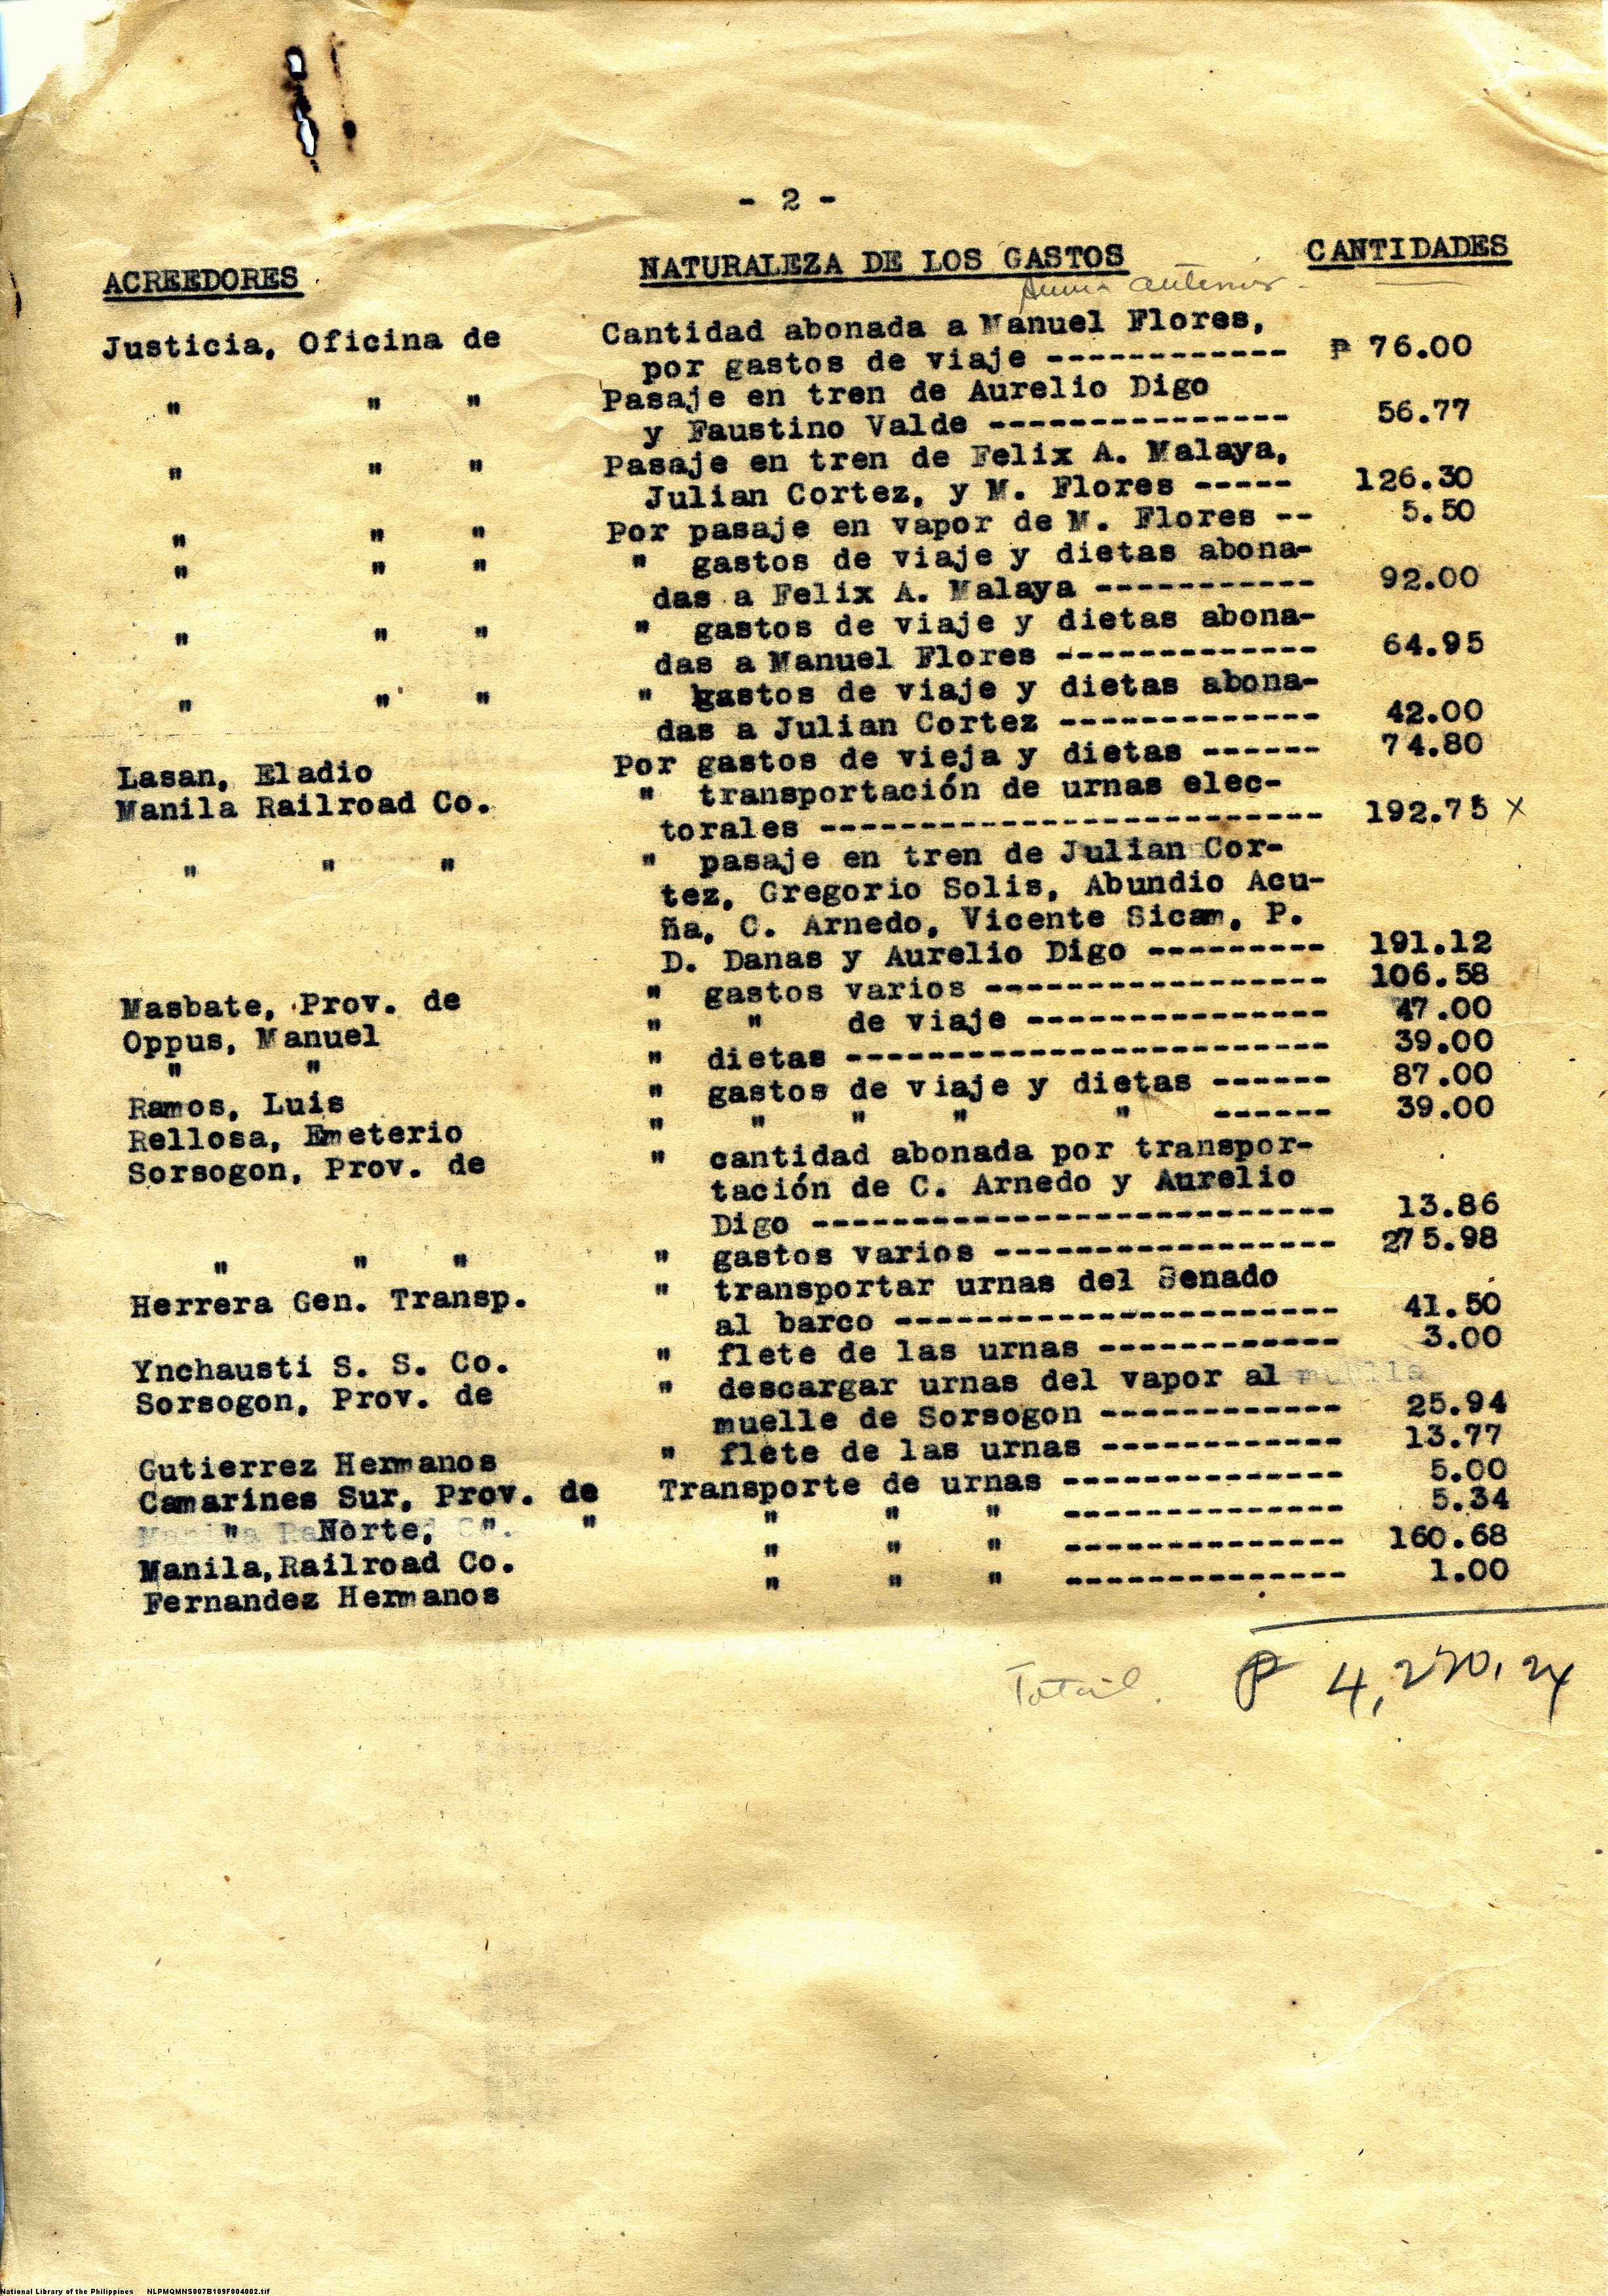 - 2 -
ACREEDORES NATURALEZA DE LOS GASTOS CANTIDADES
Suma anterior
Justicia, Oficina de Cantidad abonada a Manuel Flores,
por gastos de viaje ------------ ₱ 76.00
" " " Pasaje en tren de Aurelio Digo
y Faustino Valde --------------- 56.77
" " " Pasaje en tren de Felix A. Malaya,
Julian Cortez, y M. Flores ----- 126.30
" " " Por pasaje en vapor de M. Flores -- 5.50
" " " " gastos de viaje y dietas abona-
das a Felix A. Malaya ----------- 92.00
" " " " gastos de viaje y dietas abona-
das a Manuel Flores ------------- 64.95
" " " " gastos de viaje y dietas abona-
das a Julian Cortez ------------- 42.00
Lasan, Eladio Por gastos de vieja y dietas ------ 74.80
Manila Railroad Co. " transportación de urnas elec-
torales ------------------------- 192.75 X
" " " " pasaje en tren de Julian Cor-
tez, Gregorio Solis, Abundio Acu-
ña, C. Arnedo, Vicente Sicam, P.
D. Danas y Aurelio Digo --------- 191.12
Masbate, Prov. de " gastos varios ----------------- 106.58
Oppus, Manuel " " de viaje --------------- 47.00
" " " dietas ------------------------ 39.00
Ramos, Luis " gastos de viaje y dietas ------ 87.00
Rellosa, Emeterio " " " " " ------ 39.00
Sorsogon, Prov. de " cantidad abonada por transpor-
tación de C. Arnedo y Aurelio
Digo -------------------------- 13.86
" " " " gastos varios ----------------- 275.98
Herrera Gen. Transp. " transportar urnas del Senado
al barco ---------------------- 41.50
Ynchausti S. S. Co. " flete de las urnas ------------ 3.00
Sorsogon, Prov. de " descargar urnas del vapor al
muelle de Sorsogon ------------ 25.94
Gutierrez Hermanos " flete de las urnas ------------ 13.77
Camarines Sur, Prov. de Transporte de urnas -------------- 5.00
" Norte, " " " " " -------------- 5.34
Manila,Railroad Co. " " " -------------- 160.68
Fernandez Hermanos " " " -------------- 1.00
Total. ₱ 4,270.24
National Library of the Philippines NLPMQMNS007B109F004002.tif